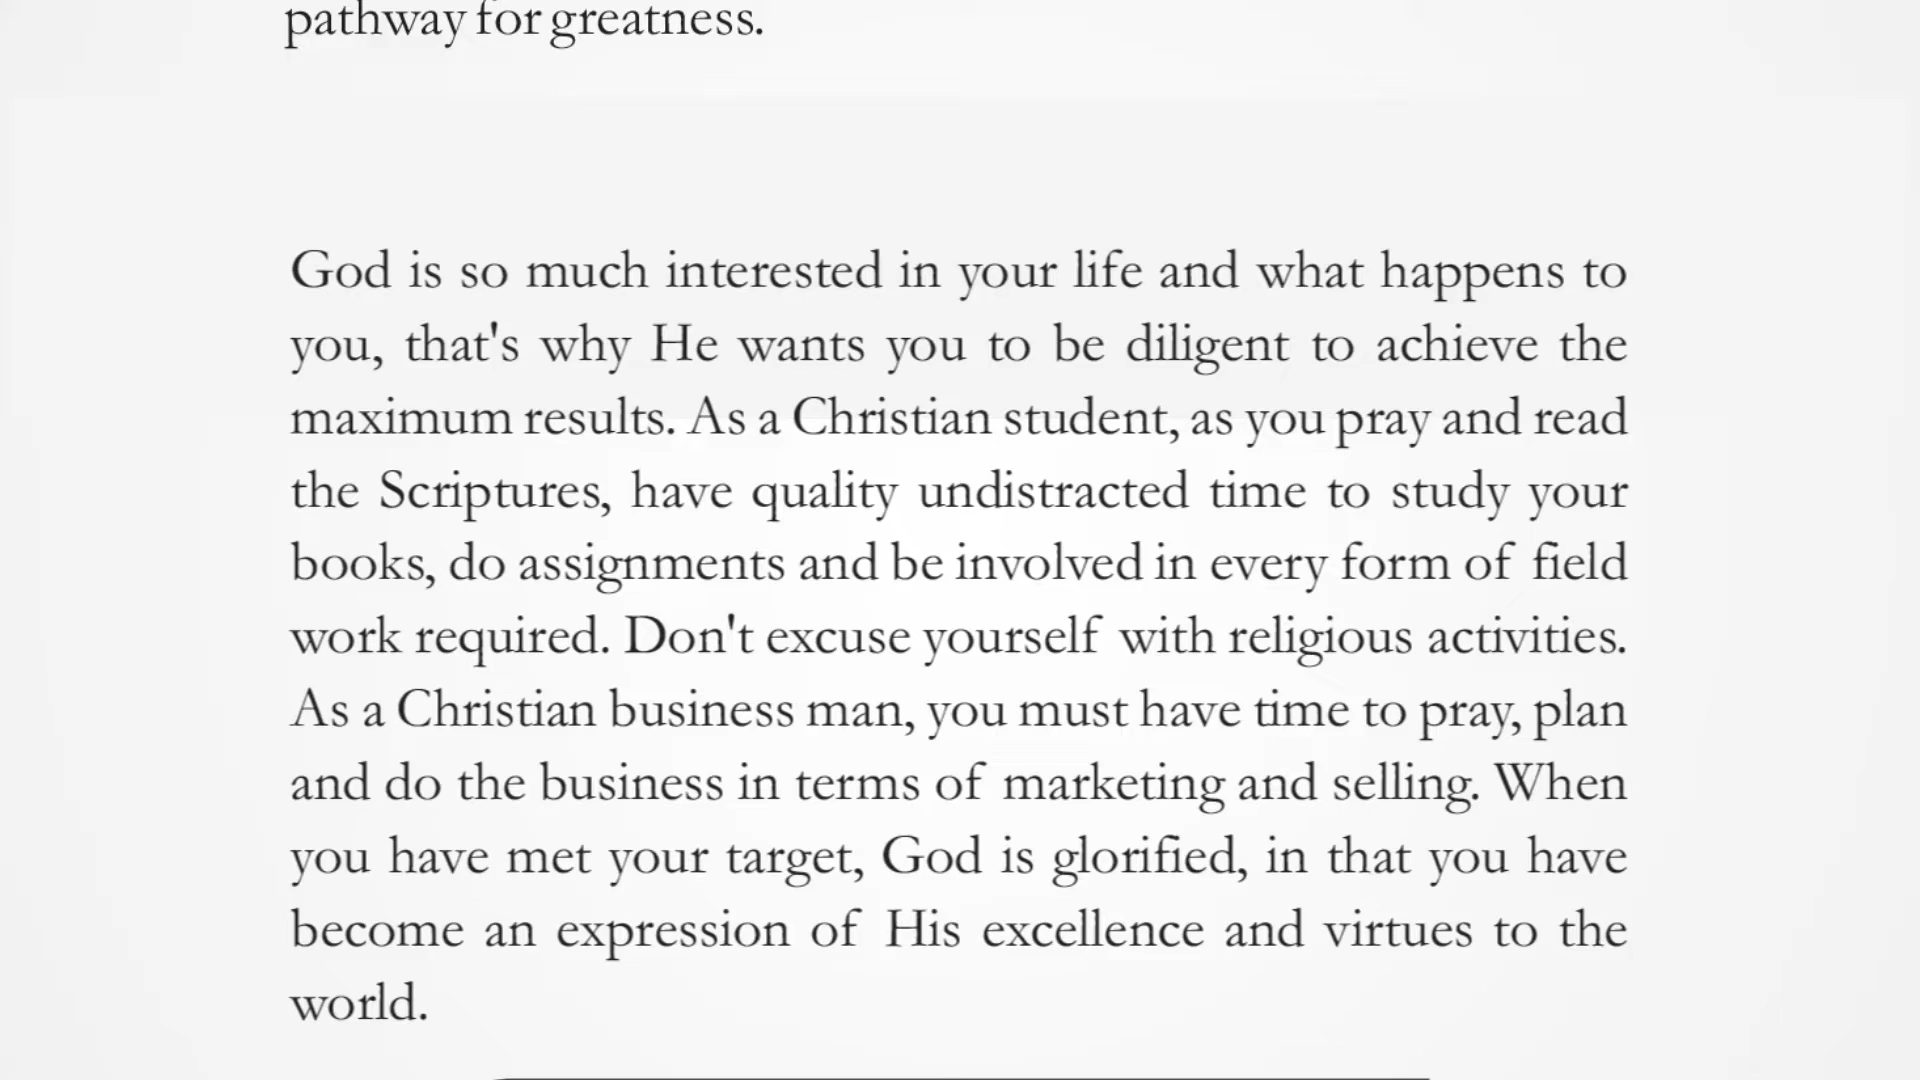 pathway for greatness.
God is so much interested in your life and what happens to
you, that's why He wants you to be diligent to achieve the
maximum results. As a Christian student, as you pray and read
the Scriptures, have quality undistracted time to study your
books, do assignments and be involved in every form of field
work required. Don't excuse yourself with religious activities.
As a Christian business man, you must have time to pray, plan
and do the business in terms of marketing and selling. When
you have met your target, God is glorified, in that you have
become an expression of His excellence and virtues to the
world.